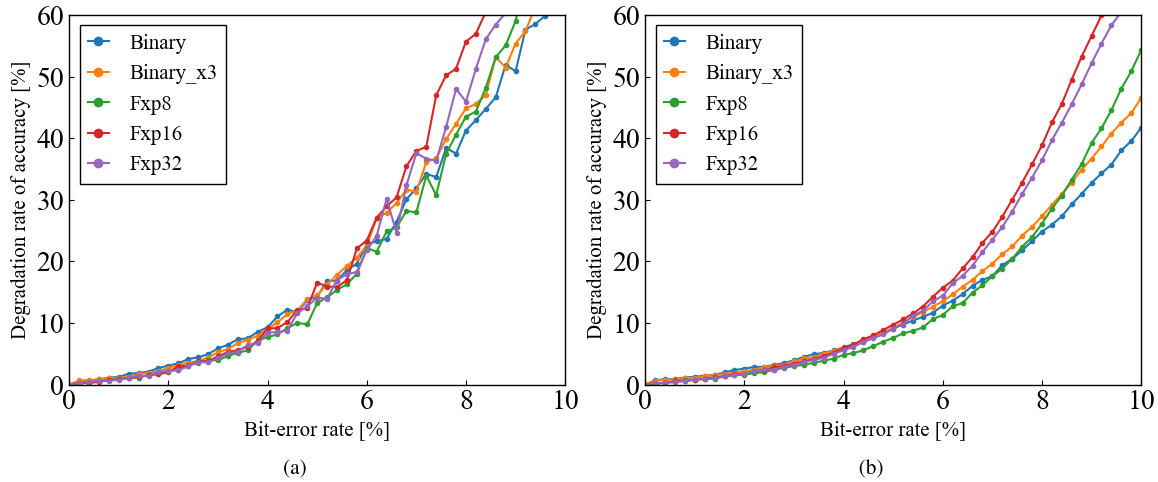 60
50
40
30
20
10
0
Degradation rate of accuracy [%]
Binary
Binary_x3
Fxp8
Fxp16
Fxp32
0 2 4 6 8 10
Bit-error rate [%]
(a)
60
50
40
30
20
10
0
Degradation rate of accuracy [%]
Binary
Binary_x3
Fxp8
Fxp16
Fxp32
0 2 4 6 8 10
Bit-error rate [%]
(b)